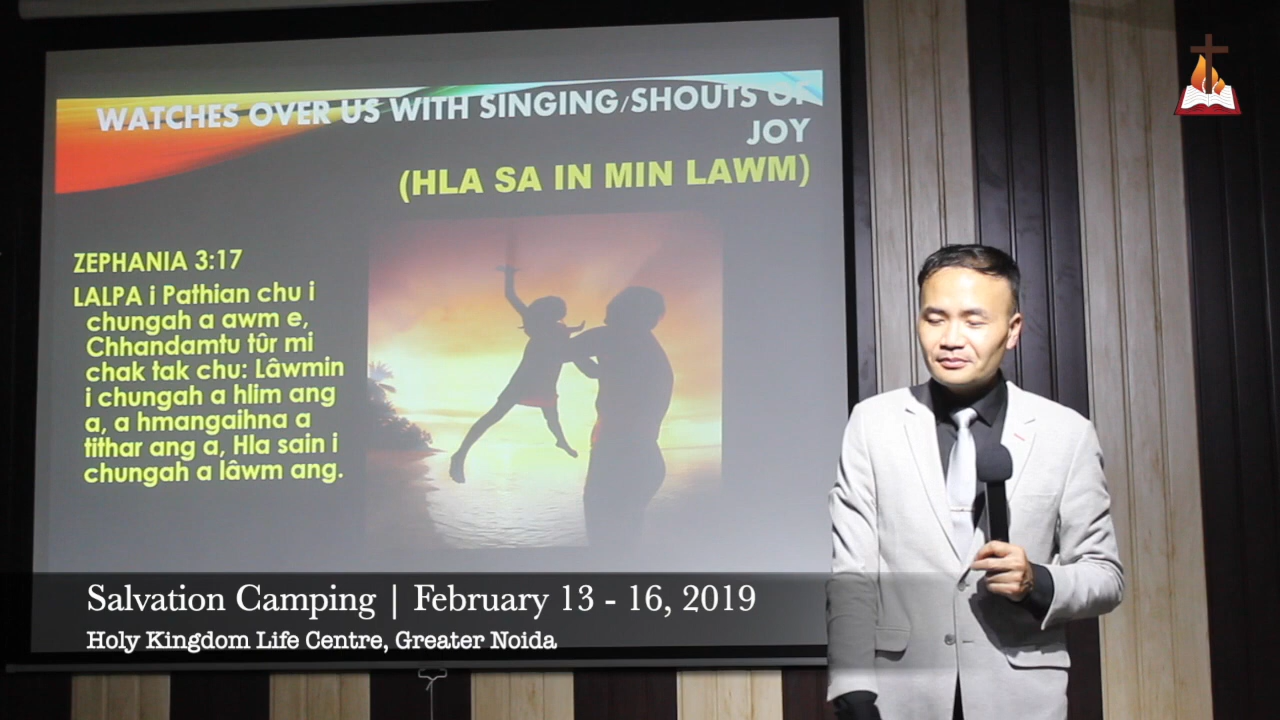 WATCHES OVER US WITH SINGING/SHOUTS OF
JOY
(HLA SA IN MIN LAWM)
ZEPHANIA 3:17
LALPA i Pathian chu i
chungah a awm e,
Chhandamtu tûr mi
chak tak chu: Lâwmin
i chungah a hlim ang
a, a hmangaihna a
tithar ang a, Hla sain i
chungah a lâwm ang.
Salvation Camping | February 13 - 16, 2019
Holy Kingdom Life Centre, Greater Noida